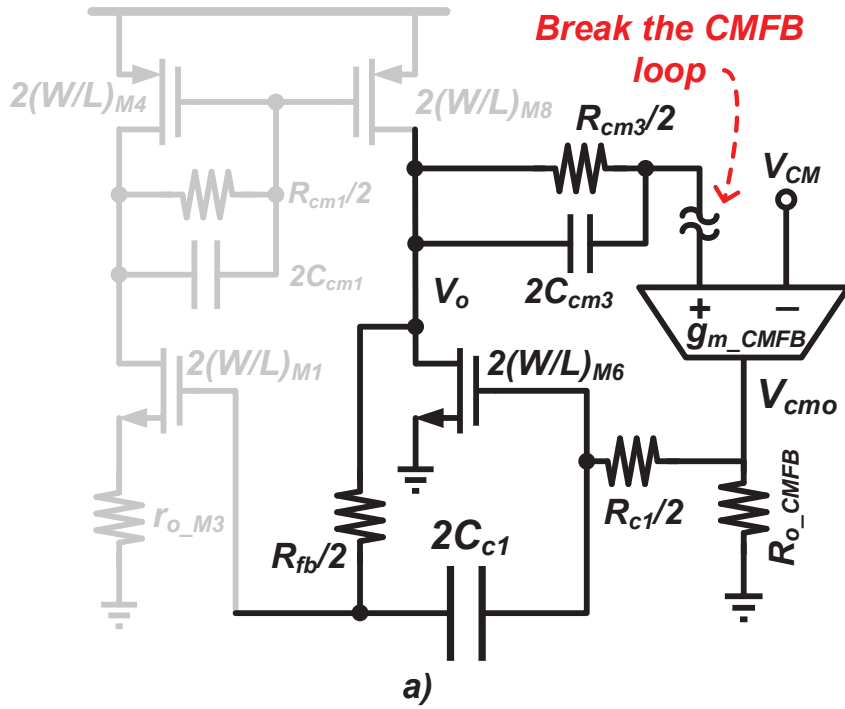 Break the CMFB
loop
2(W/L)M4
2(W/L)M8
Rcm3/2
VCM
Rcm1/2
2Ccm1
2Ccm3
Vo
+ −
gm_CMFB
2(W/L)M1
2(W/L)M6
Vcmo
ro_M3
Rfb/2
2Cc1
Rc1/2
Ro_CMFB
a)